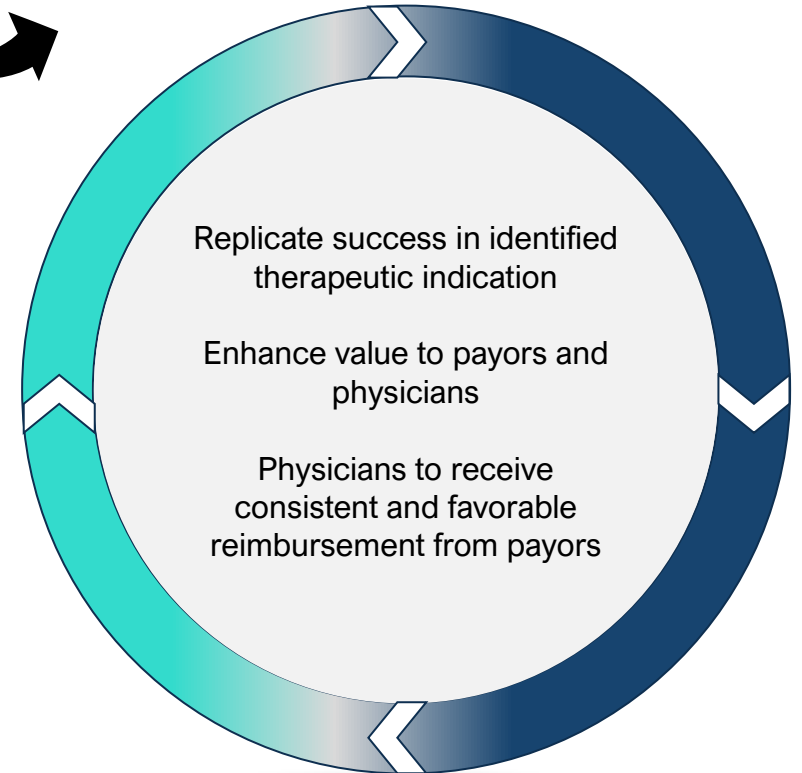 Replicate success in identified
therapeutic indication
Enhance value to payors and
physicians
Physicians to receive
consistent and favorable
reimbursement from payors